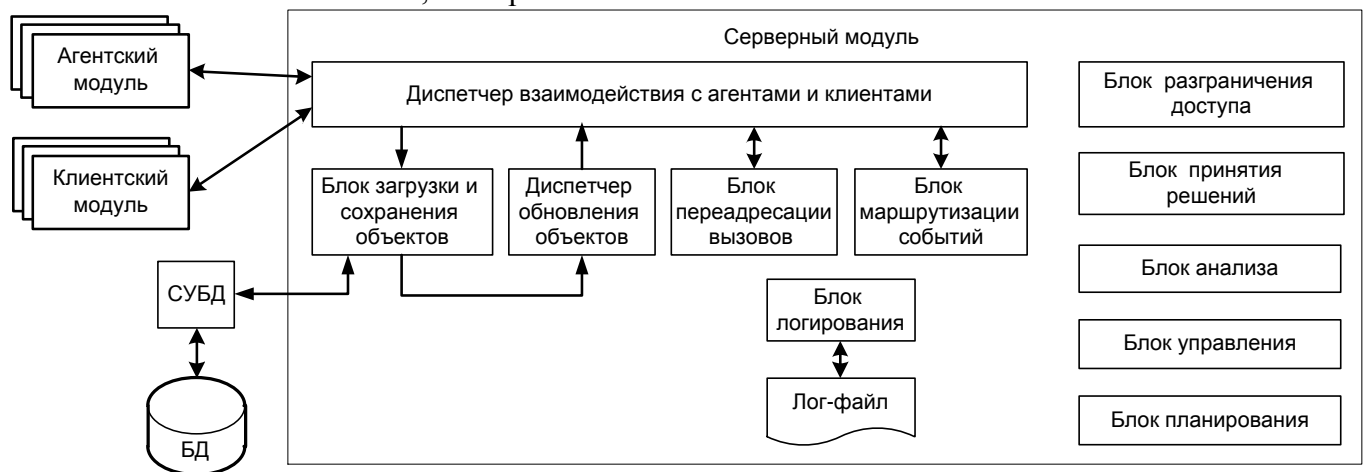 Серверный модуль
Агентский
модуль
Клиентский
модуль
Диспетчер взаимодействия с агентами и клиентами
Блок загрузки и
сохранения
объектов
Диспетчер
обновления
объектов
Блок
переадресации
вызовов
Блок
маршрутизации
событий
СУБД
БД
Блок
логирования
Лог-файл
Блок разграничения
доступа
Блок принятия
решений
Блок анализа
Блок управления
Блок планирования